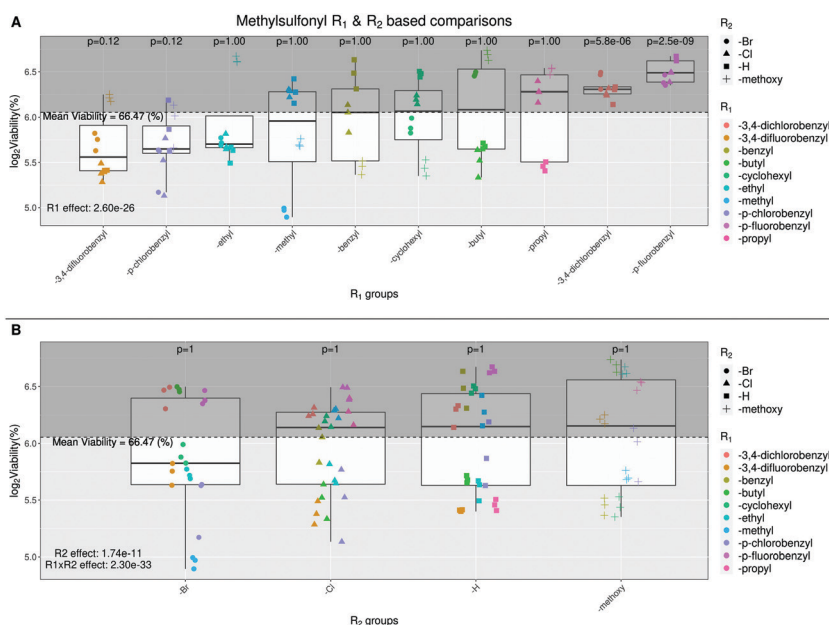 Methylsulfonyl R1 & R2 based comparisons
A
p=0.12 p=0.12 p=1.00 p=1.00 p=1.00 p=1.00 p=1.00 p=1.00 p=5.8e-06 p=2.5e-09
6.5
6.0
5.5
5.0
log2Viability(%)
Mean Viability = 66.47 (%)
R1 effect: 2.60e-26
-3,4-difluorobenzyl
-p-chlorobenzyl
-ethyl
-methyl
-benzyl
-cyclohexyl
-butyl
-propyl
-3,4-dichlorobenzyl
-p-fluorobenzyl
R1 groups
R2
-Br
-Cl
-H
-methoxy
R1
-3,4-dichlorobenzyl
-3,4-difluorobenzyl
-benzyl
-butyl
-cyclohexyl
-ethyl
-methyl
-p-chlorobenzyl
-p-fluorobenzyl
-propyl
B
p=1 p=1 p=1 p=1
6.5
6.0
5.5
5.0
log2Viability(%)
Mean Viability = 66.47 (%)
R2 effect: 1.74e-11
R1xR2 effect: 2.30e-33
-Br
-Cl
-H
-methoxy
R2 groups
R2
-Br
-Cl
-H
-methoxy
R1
-3,4-dichlorobenzyl
-3,4-difluorobenzyl
-benzyl
-butyl
-cyclohexyl
-ethyl
-methyl
-p-chlorobenzyl
-p-fluorobenzyl
-propyl